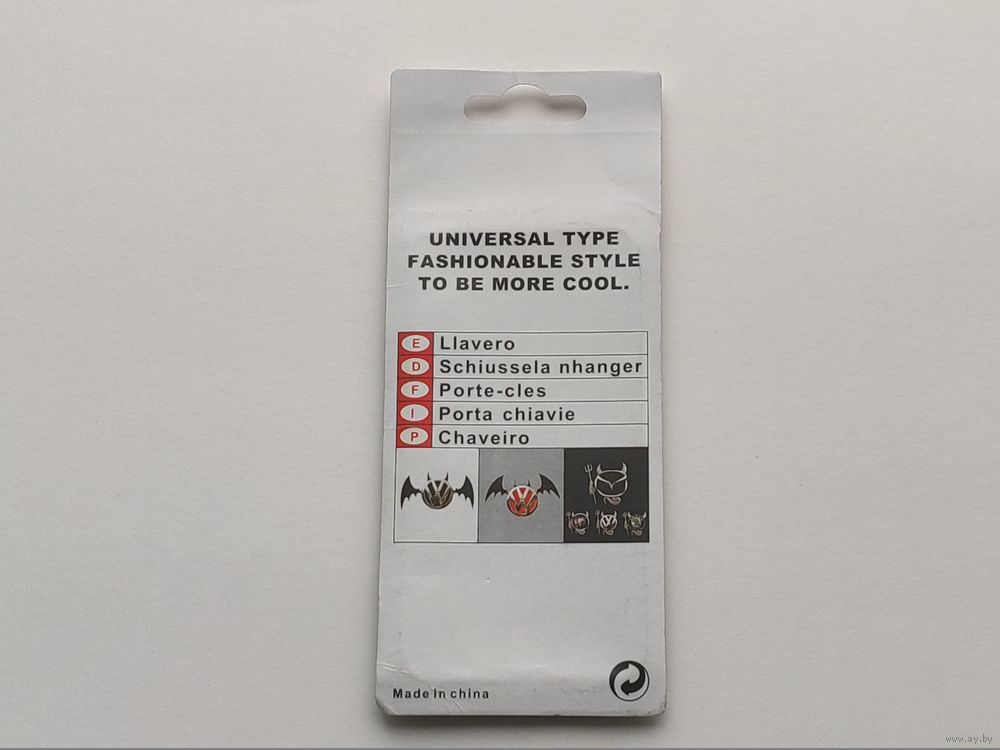 UNIVERSAL TYPE
FASHIONABLE STYLE
TO BE MORE COOL.
E Llavero
D Schiussela nhanger
F Porte-cles
I Porta chiavie
P Chaveiro
Made in china
www.ay.by